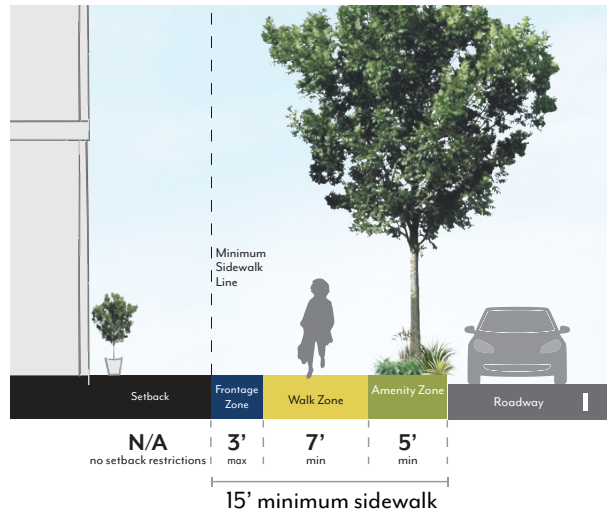 Minimum
Sidewalk
Line
Setback
Frontage
Zone
Walk Zone
Amenity Zone
Roadway
N/A
no setback restrictions
3’
max
7’
min
5’
min
15’ minimum sidewalk